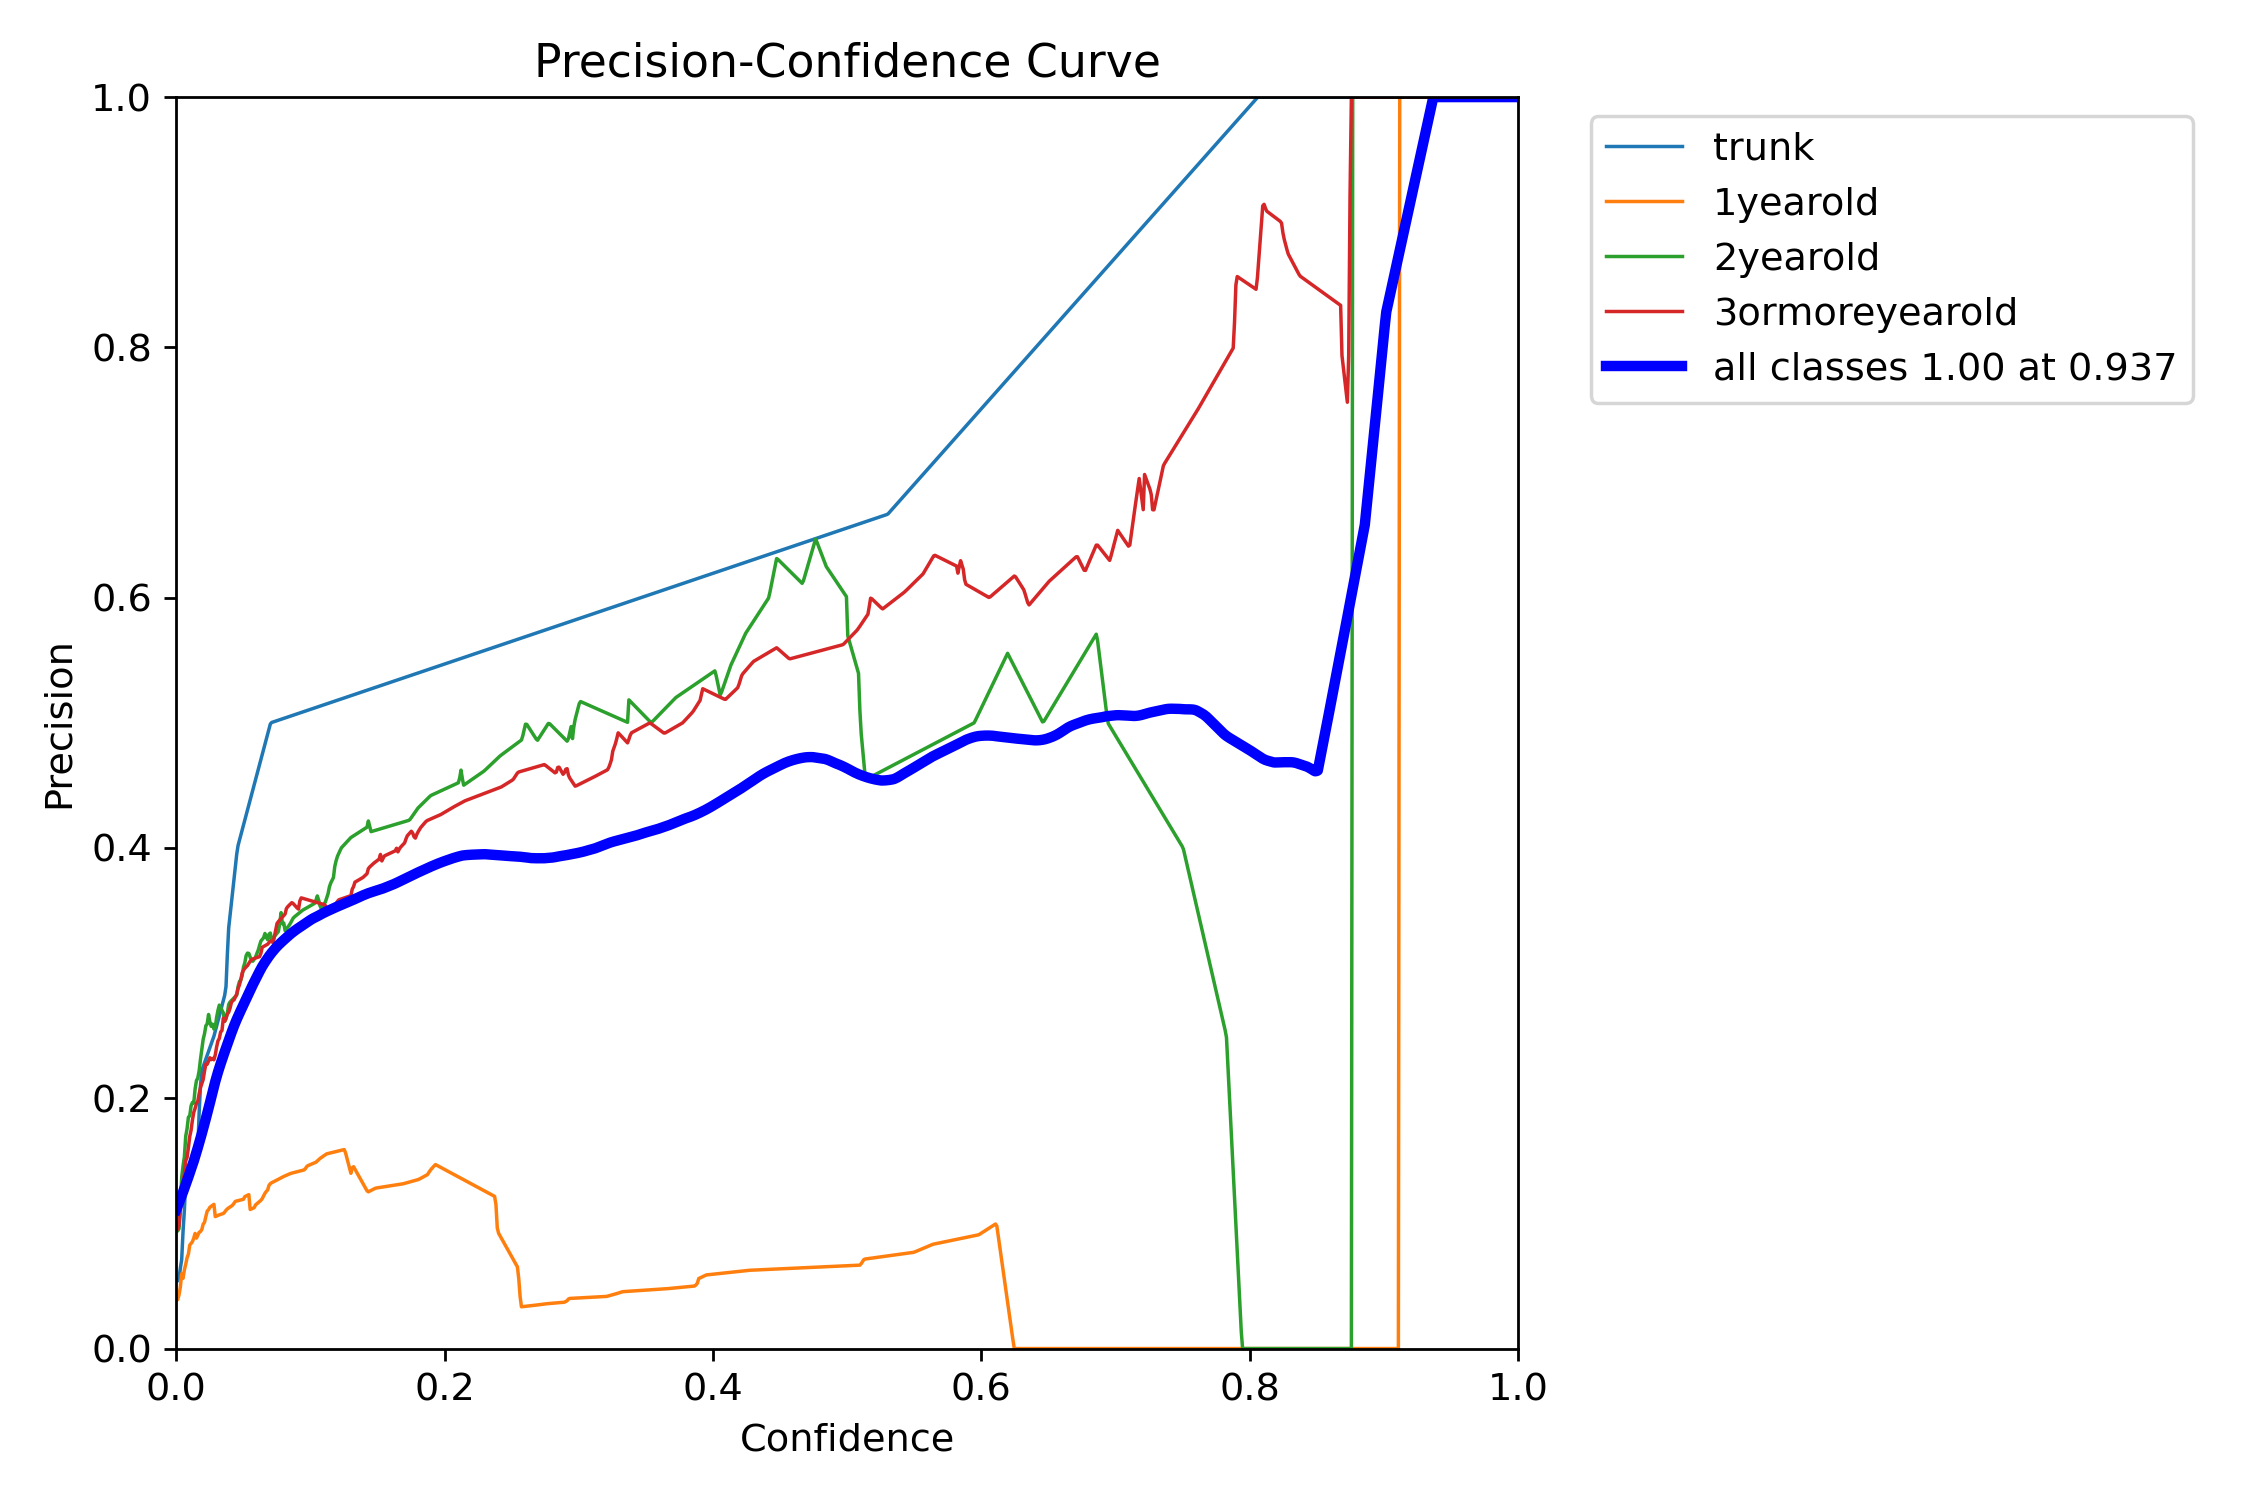 Precision-Confidence Curve
1.0
0.8
0.6
0.4
0.2
0.0
Precision
0.0 0.2 0.4 0.6 0.8 1.0
Confidence
trunk
1yearold
2yearold
3ormoreyearold
all classes 1.00 at 0.937